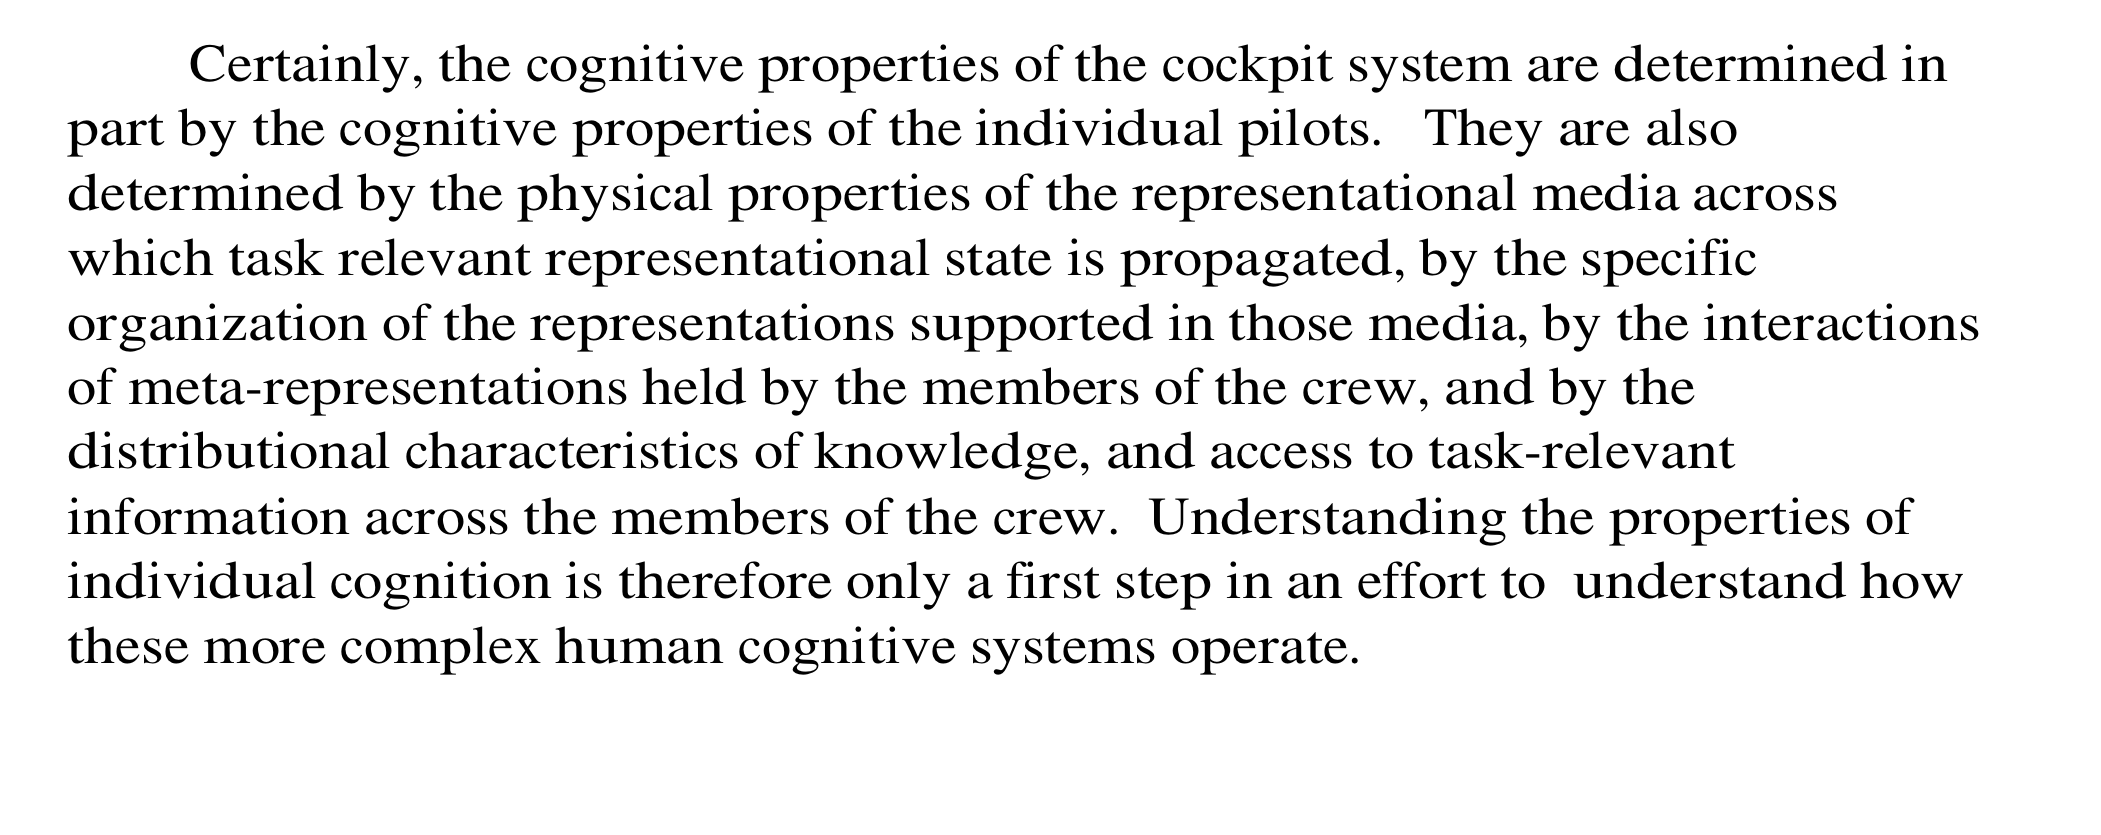 Certainly, the cognitive properties of the cockpit system are determined in
part by the cognitive properties of the individual pilots.   They are also
determined by the physical properties of the representational media across
which task relevant representational state is propagated, by the specific
organization of the representations supported in those media, by the interactions
of meta-representations held by the members of the crew, and by the
distributional characteristics of knowledge, and access to task-relevant
information across the members of the crew.  Understanding the properties of
individual cognition is therefore only a first step in an effort to  understand how
these more complex human cognitive systems operate.